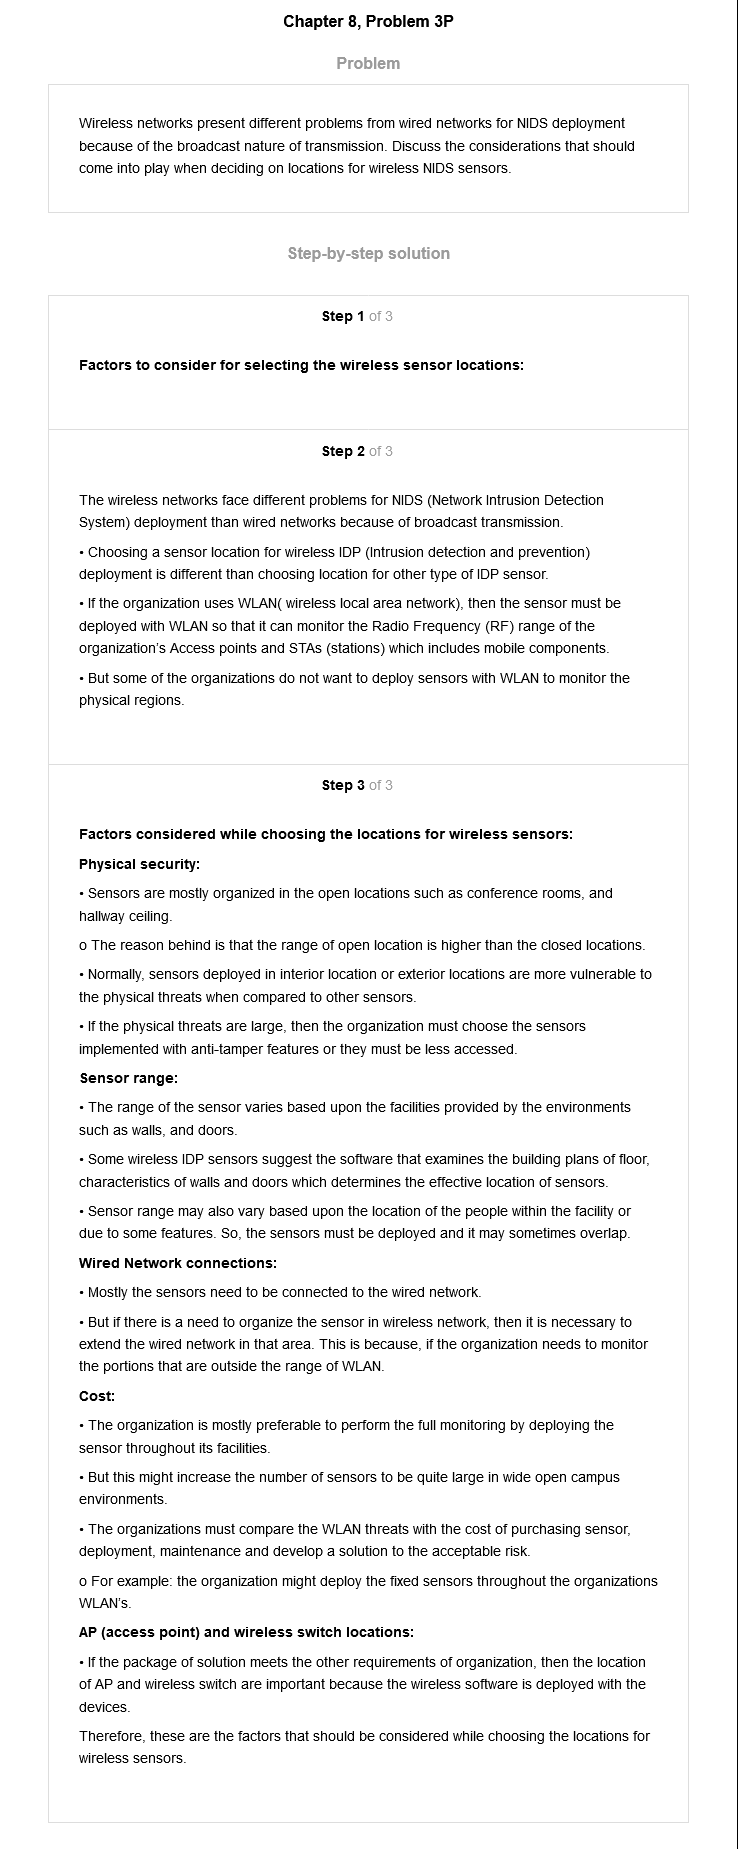 Chapter 8, Problem 3P
Problem
Wireless networks present different problems from wired networks for NIDS deployment
because of the broadcast nature of transmission. Discuss the considerations that should
come into play when deciding on locations for wireless NIDS sensors.
Step-by-step solution
Step 1 of 3
Factors to consider for selecting the wireless sensor locations:
Step 2 of 3
The wireless networks face different problems for NIDS (Network Intrusion Detection
System) deployment than wired networks because of broadcast transmission.
• Choosing a sensor location for wireless IDP (Intrusion detection and prevention)
deployment is different than choosing location for other type of IDP sensor.
• If the organization uses WLAN( wireless local area network), then the sensor must be
deployed with WLAN so that it can monitor the Radio Frequency (RF) range of the
organization's Access points and STAs (stations) which includes mobile components.
• But some of the organizations do not want to deploy sensors with WLAN to monitor the
physical regions.
Step 3 of 3
Factors considered while choosing the locations for wireless sensors:
Physical security:
• Sensors are mostly organized in the open locations such as conference rooms, and
hallway ceiling.
o The reason behind is that the range of open location is higher than the closed locations.
• Normally, sensors deployed in interior location or exterior locations are more vulnerable to
the physical threats when compared to other sensors.
• If the physical threats are large, then the organization must choose the sensors
implemented with anti-tamper features or they must be less accessed.
Sensor range:
• The range of the sensor varies based upon the facilities provided by the environments
such as walls, and doors.
• Some wireless IDP sensors suggest the software that examines the building plans of floor,
characteristics of walls and doors which determines the effective location of sensors.
• Sensor range may also vary based upon the location of the people within the facility or
due to some features. So, the sensors must be deployed and it may sometimes overlap.
Wired Network connections:
• Mostly the sensors need to be connected to the wired network.
• But if there is a need to organize the sensor in wireless network, then it is necessary to
extend the wired network in that area. This is because, if the organization needs to monitor
the portions that are outside the range of WLAN.
Cost:
• The organization is mostly preferable to perform the full monitoring by deploying the
sensor throughout its facilities.
• But this might increase the number of sensors to be quite large in wide open campus
environments.
• The organizations must compare the WLAN threats with the cost of purchasing sensor,
deployment, maintenance and develop a solution to the acceptable risk.
o For example: the organization might deploy the fixed sensors throughout the organizations
WLAN's.
AP (access point) and wireless switch locations:
• If the package of solution meets the other requirements of organization, then the location
of AP and wireless switch are important because the wireless software is deployed with the
devices.
Therefore, these are the factors that should be considered while choosing the locations for
wireless sensors.